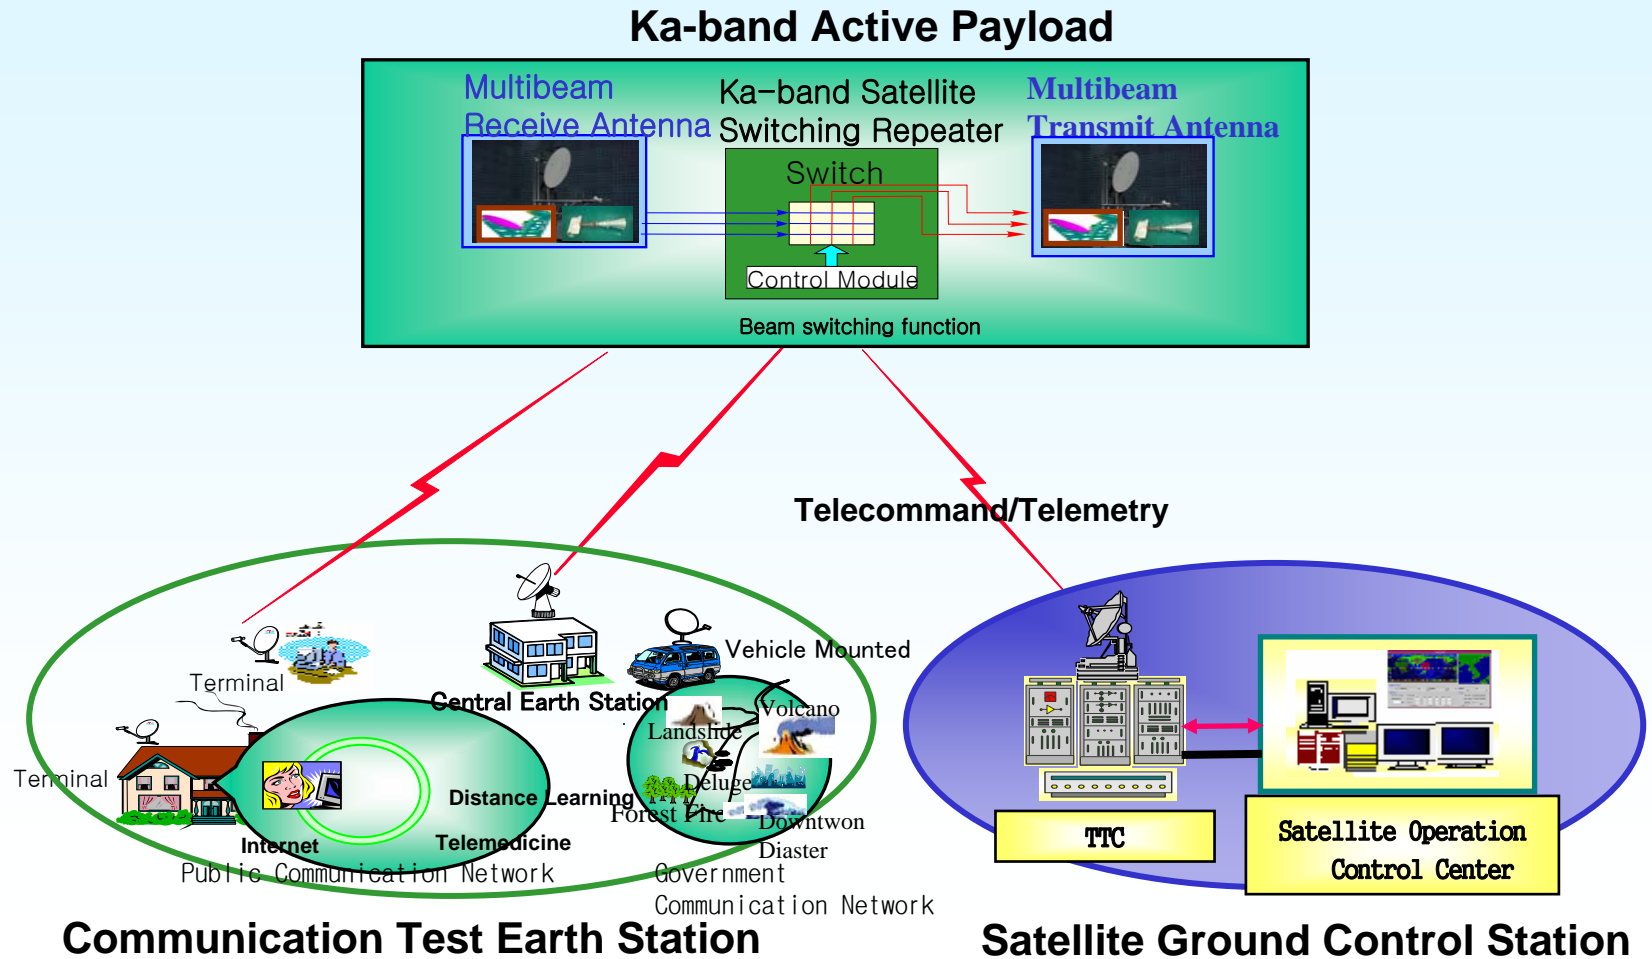 Ka-band Active Payload
Multibeam
Receive Antenna
Ka-band Satellite
Switching Repeater
Multibeam
Transmit Antenna
Switch
Control Module
Beam switching function
Telecommand/Telemetry
Terminal
Central Earth Station
Vehicle Mounted
Terminal
Landslide
Volcano
Deluge
Forest Fire
Downtwon
Diaster
Distance Learning
Internet
Telemedicine
Public Communication Network
Government
Communication Network
TTC
Satellite Operation
Control Center
Communication Test Earth Station
Satellite Ground Control Station